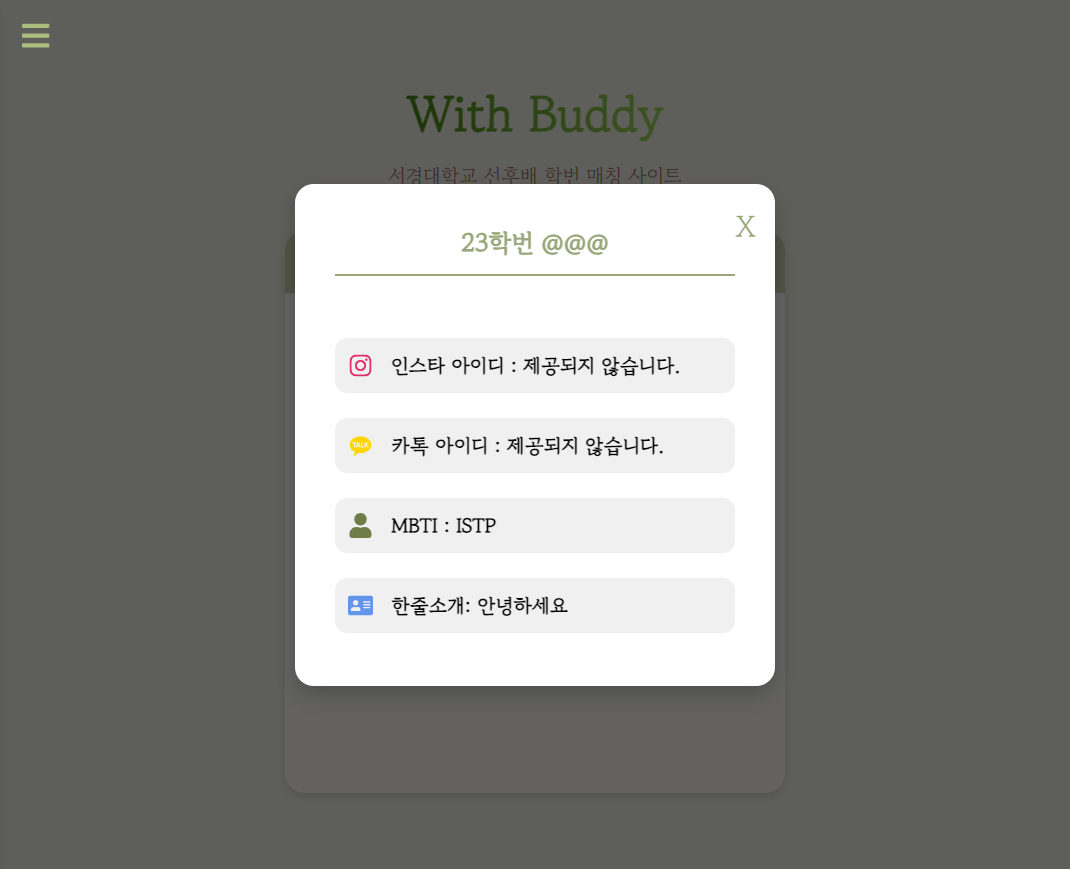 With Buddy
서경대학교 선후배 학번 매칭 사이트
X
23학번 @@@
인스타 아이디 : 제공되지 않습니다.
TALK
카톡 아이디 : 제공되지 않습니다.
MBTI : ISTP
한줄소개: 안녕하세요